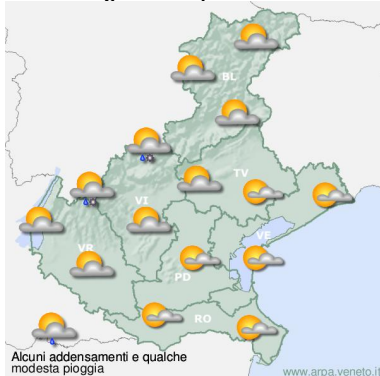 BL
TV
VI
VE
VR
PD
RO
Alcuni addensamenti e qualche
modesta pioggia
www.arpa.veneto.it